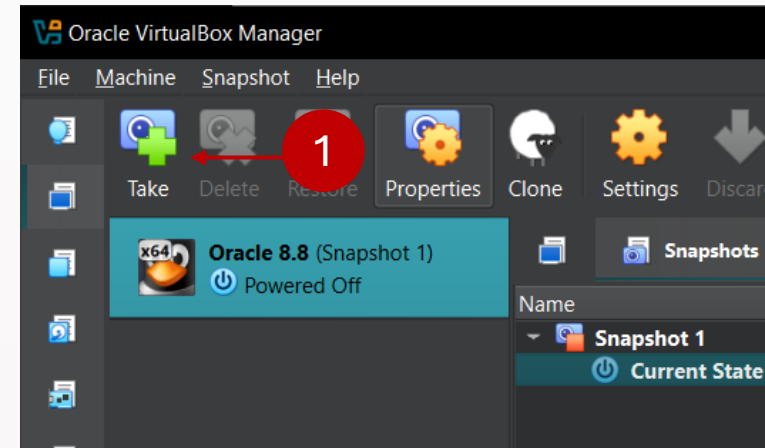 Oracle VirtualBox Manager
File Machine Snapshot Help
1
Take Delete Restore Properties Clone Settings Discar
x64
Oracle 8.8 (Snapshot 1)
Powered Off
Snapshots
Name
Snapshot 1
Current State